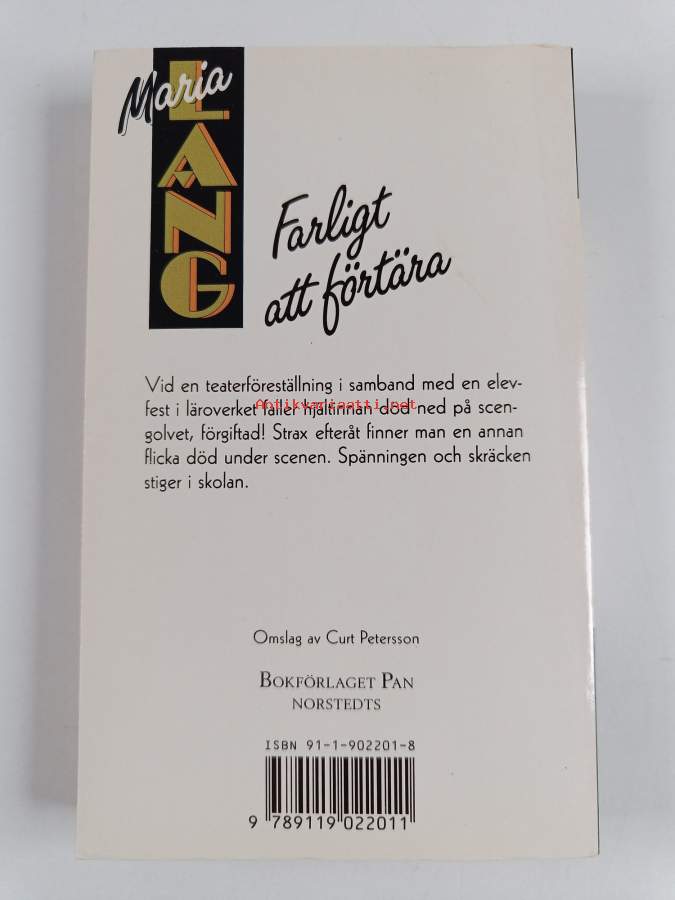 Maria
LANG
Farligt
att förtära
Vid en teaterföreställning i samband med en elev-
fest i läroverket faller hjältinnan död ned på scen-
Antikvariaatti.net
golvet, förgiftad! Strax efteråt finner man en annan
flicka död under scenen. Spänningen och skräcken
stiger i skolan.
Omslag av Curt Petersson
BOKFÖRLAGET PAN
NORSTEDTS
ISBN 91-1-902201-8
9 789119 022011